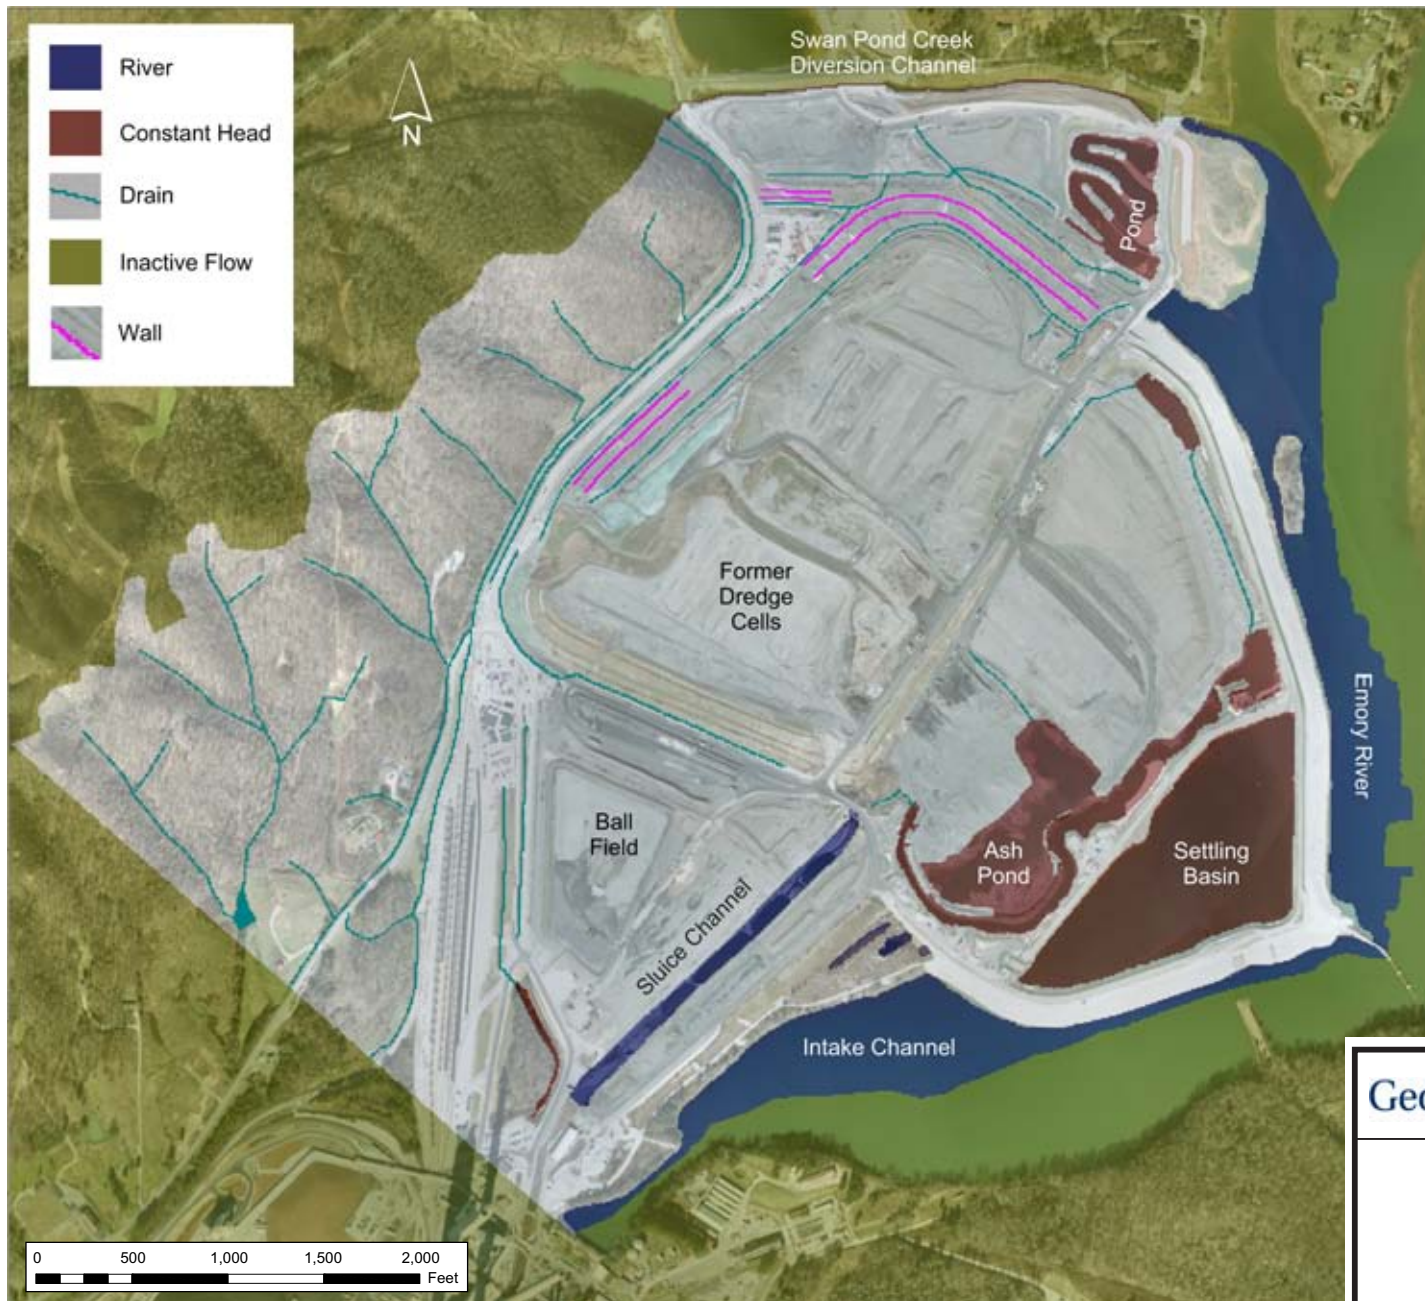 River
Constant Head
Drain
Inactive Flow
Wall
N
Swan Pond Creek
Diversion Channel
Pond
Former
Dredge
Cells
Emory River
Ball
Field
Ash
Pond
Settling
Basin
Sluice Channel
Intake Channel
0 500 1,000 1,500 2,000
Feet